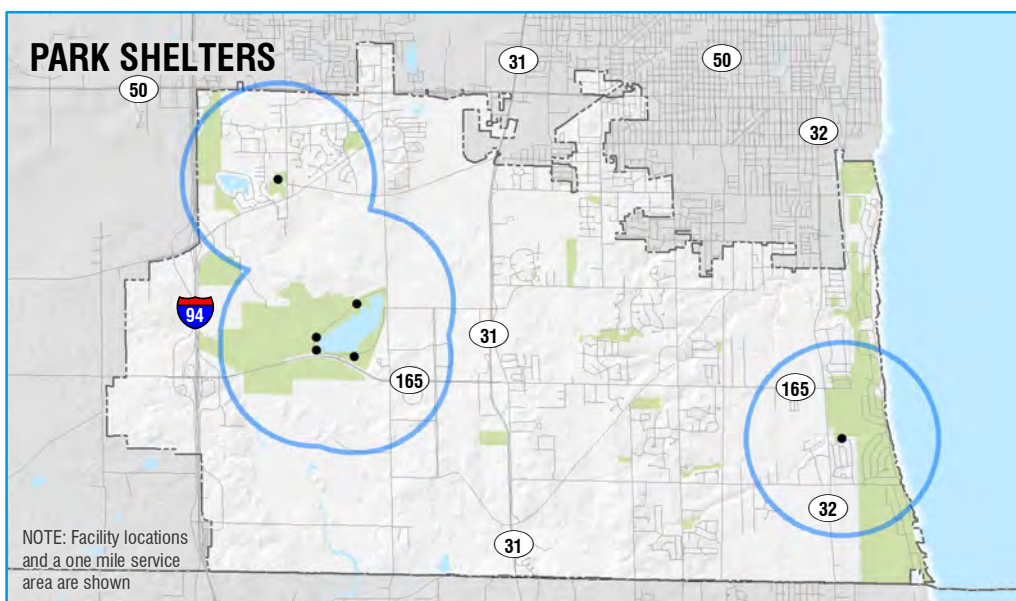 PARK SHELTERS
50
31
50
32
94
31
165
165
32
31
NOTE: Facility locations
and a one mile service
area are shown